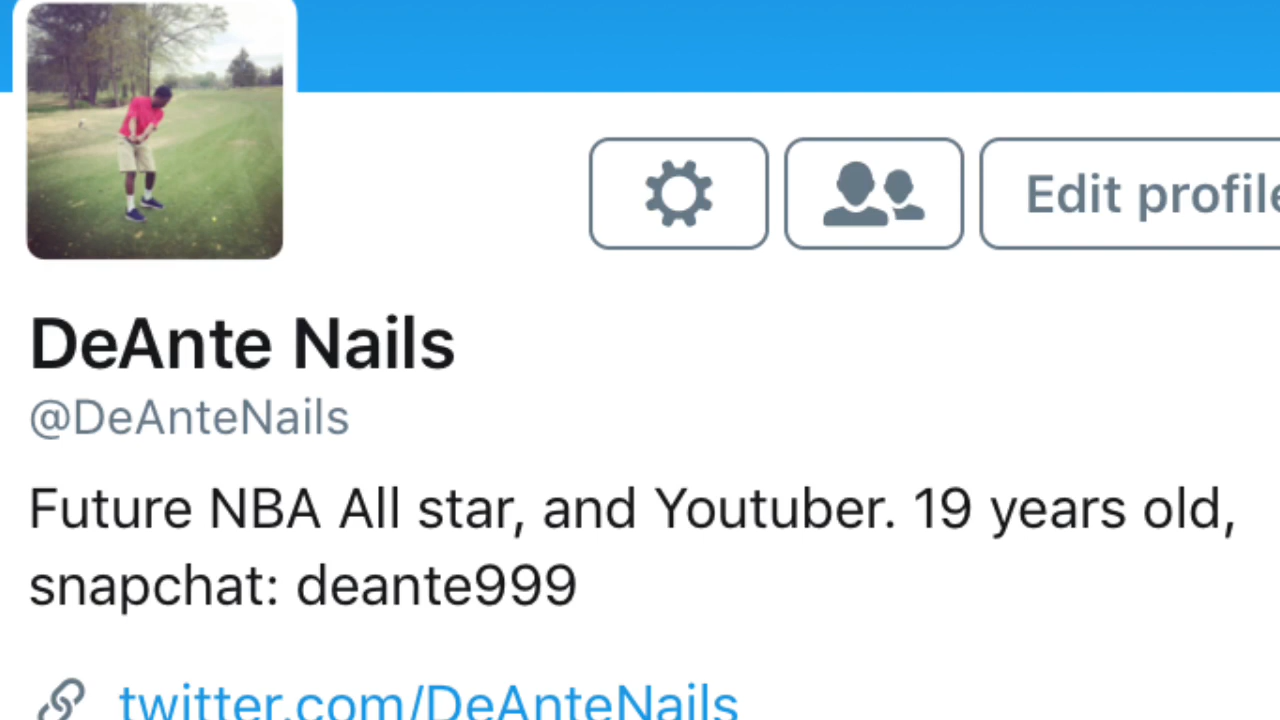 Edit profile
DeAnte Nails
@DeAnteNails
Future NBA All star, and Youtuber. 19 years old,
snapchat: deante999
twitter.com/DeAnteNails